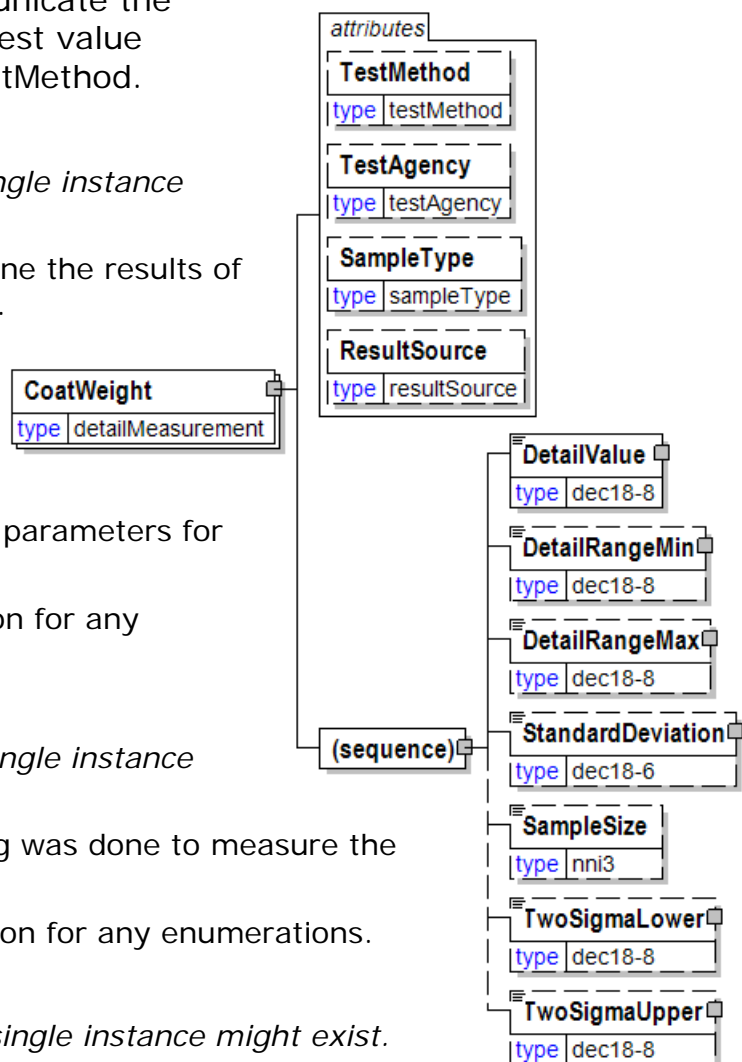 unicate the
est value
tMethod.
ngle instance
ne the results of
.
parameters for
on for any
ngle instance
g was done to measure the
on for any enumerations.
single instance might exist.
CoatWeight
type detailMeasurement
attributes
TestMethod
type testMethod
TestAgency
type testAgency
SampleType
type sampleType
ResultSource
type resultSource
(sequence)
DetailValue
type dec18-8
DetailRangeMin
type dec18-8
DetailRangeMax
type dec18-8
StandardDeviation
type dec18-6
SampleSize
type nni3
TwoSigmaLower
type dec18-8
TwoSigmaUpper
type dec18-8